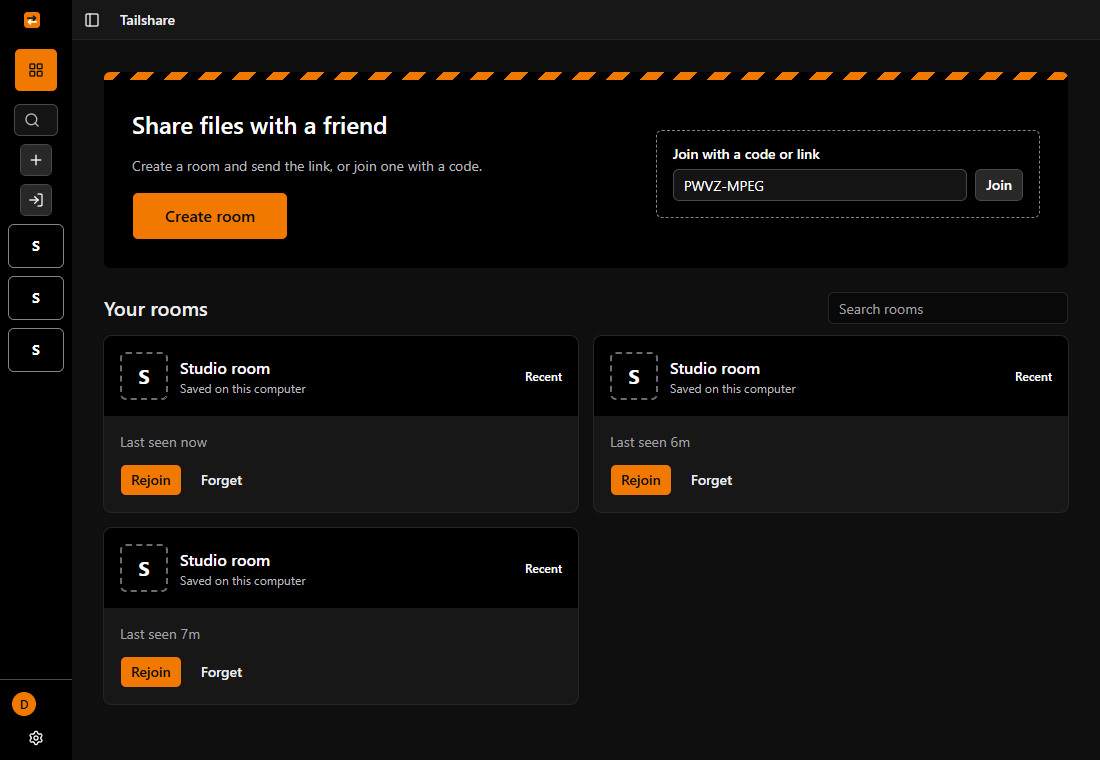 Tailshare
Share files with a friend
Create a room and send the link, or join one with a code.
Create room
Join with a code or link
PWVZ-MPEG
Join
S
S
S
Your rooms
Search rooms
S
Studio room
Saved on this computer
Recent
Last seen now
Rejoin
Forget
S
Studio room
Saved on this computer
Recent
Last seen 6m
Rejoin
Forget
S
Studio room
Saved on this computer
Recent
Last seen 7m
Rejoin
Forget
D